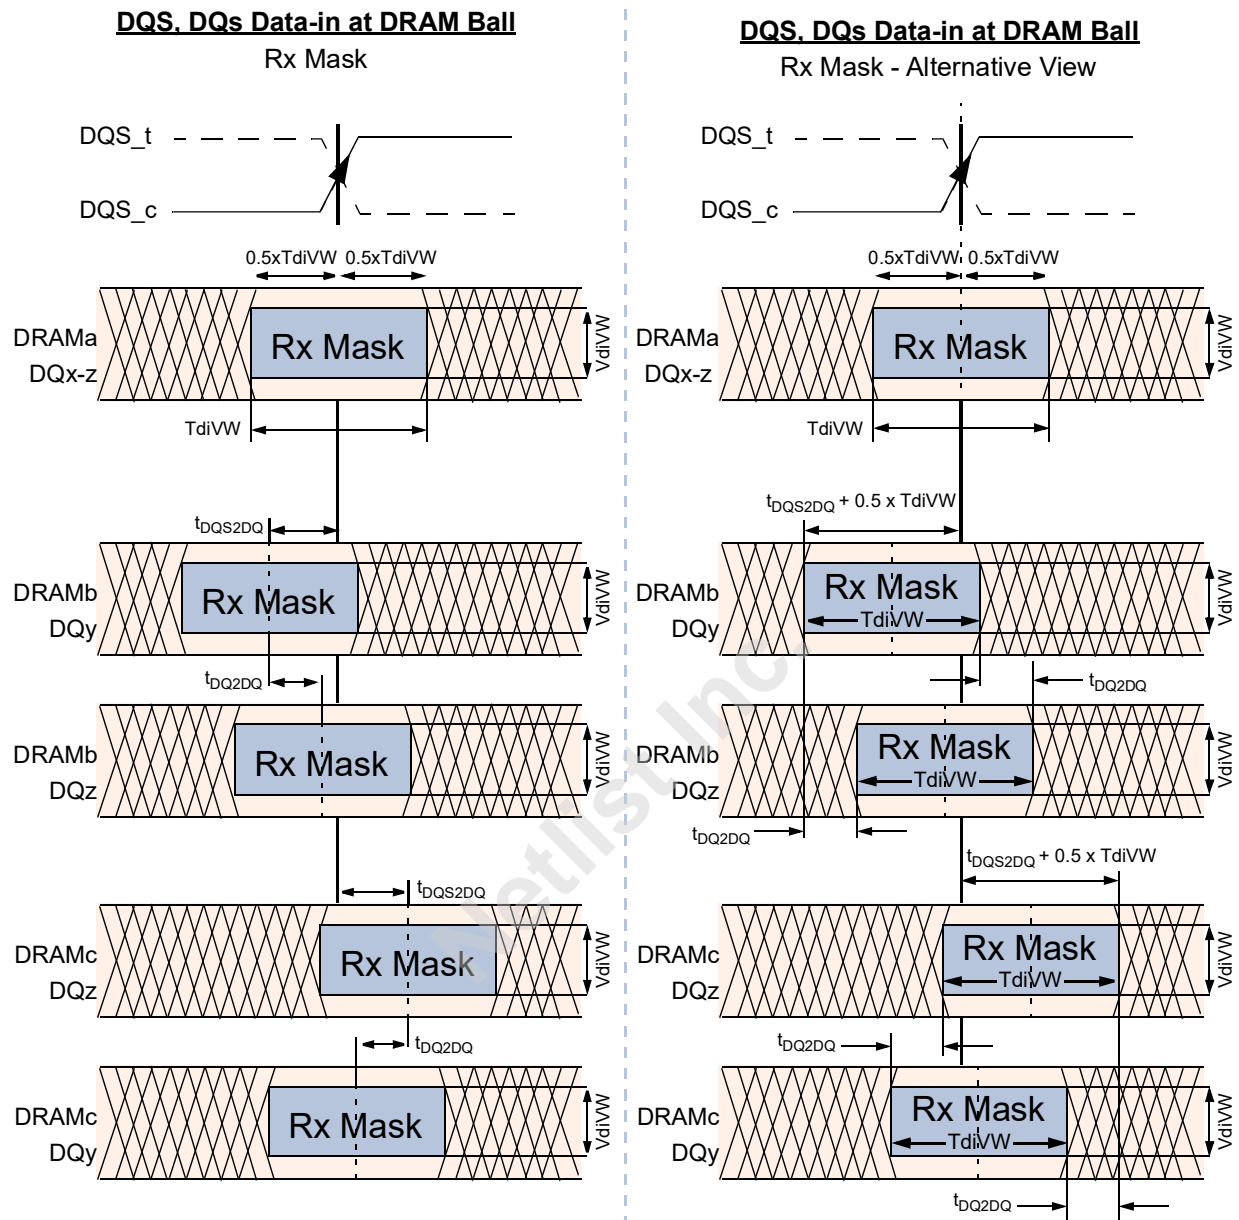 DQS, DQs Data-in at DRAM Ball
Rx Mask
DQS_t
DQS_c
0.5xTdiVW 0.5xTdiVW
DRAMa
DQx-z
Rx Mask
VdiVW
TdiVW
tDQS2DQ
DRAMb
DQy
Rx Mask
VdiVW
tDQ2DQ
DRAMb
DQz
Rx Mask
VdiVW
tDQS2DQ
DRAMc
DQz
Rx Mask
VdiVW
tDQ2DQ
DRAMc
DQy
Rx Mask
VdiVW
DQS, DQs Data-in at DRAM Ball
Rx Mask - Alternative View
DQS_t
DQS_c
0.5xTdiVW 0.5xTdiVW
DRAMa
DQx-z
Rx Mask
VdiVW
TdiVW
tDQS2DQ + 0.5 x TdiVW
DRAMb
DQy
Rx Mask
TdiVW
VdiVW
tDQ2DQ
DRAMb
DQz
Rx Mask
TdiVW
VdiVW
tDQ2DQ
tDQS2DQ + 0.5 x TdiVW
DRAMc
DQz
Rx Mask
TdiVW
VdiVW
tDQ2DQ
DRAMc
DQy
Rx Mask
TdiVW
VdiVW
tDQ2DQ
Netlist Inc.